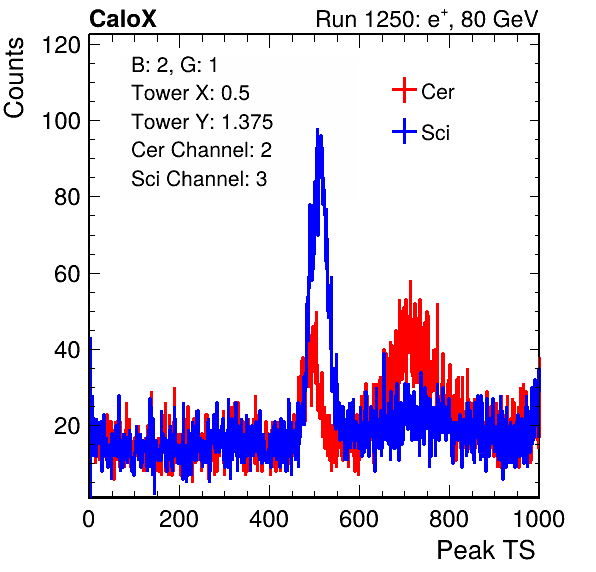 CaloX Run 1250: e⁺, 80 GeV
Counts
B: 2, G: 1
Tower X: 0.5
Tower Y: 1.375
Cer Channel: 2
Sci Channel: 3
Cer
Sci
120
100
80
60
40
20
0 200 400 600 800 1000
Peak TS